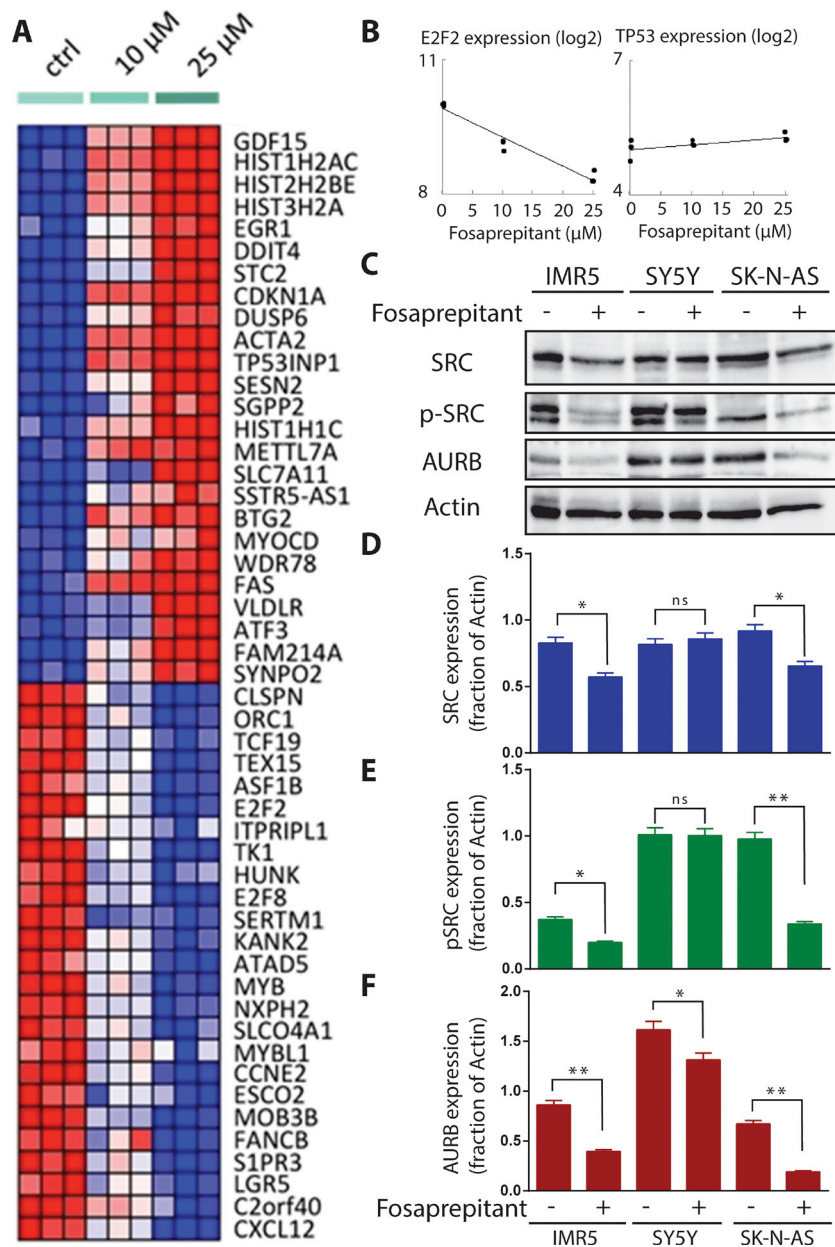 A
ctrl
10 µM
25 µM
GDF15
HIST1H2AC
HIST2H2BE
HIST3H2A
EGR1
DDIT4
STC2
CDKN1A
DUSP6
ACTA2
TP53INP1
SESN2
SGPP2
HIST1H1C
METTL7A
SLC7A11
SSTR5-AS1
BTG2
MYOCD
WDR78
FAS
VLDLR
ATF3
FAM214A
SYNPO2
CLSPN
ORC1
TCF19
TEX15
ASF1B
E2F2
ITPRIPL1
TK1
HUNK
E2F8
SERTM1
KANK2
ATAD5
MYB
NXPH2
SLCO4A1
MYBL1
CCNE2
ESCO2
MOB3B
FANCB
S1PR3
LGR5
C2orf40
CXCL12
B
E2F2 expression (log2)
11
8
0 5 10 15 20 25
Fosaprepitant (µM)
TP53 expression (log2)
7
4
0 5 10 15 20 25
Fosaprepitant (µM)
C
IMR5 SY5Y SK-N-AS
Fosaprepitant - + - + - +
SRC
p-SRC
AURB
Actin
D
SRC expression
(fraction of Actin)
1.5
1.0
0.5
0.0
* ns *
E
pSRC expression
(fraction of Actin)
1.5
1.0
0.5
0.0
* ns **
F
AURB expression
(fraction of Actin)
2.0
1.5
1.0
0.5
0.0
** * **
Fosaprepitant - + - + - +
IMR5 SY5Y SK-N-AS